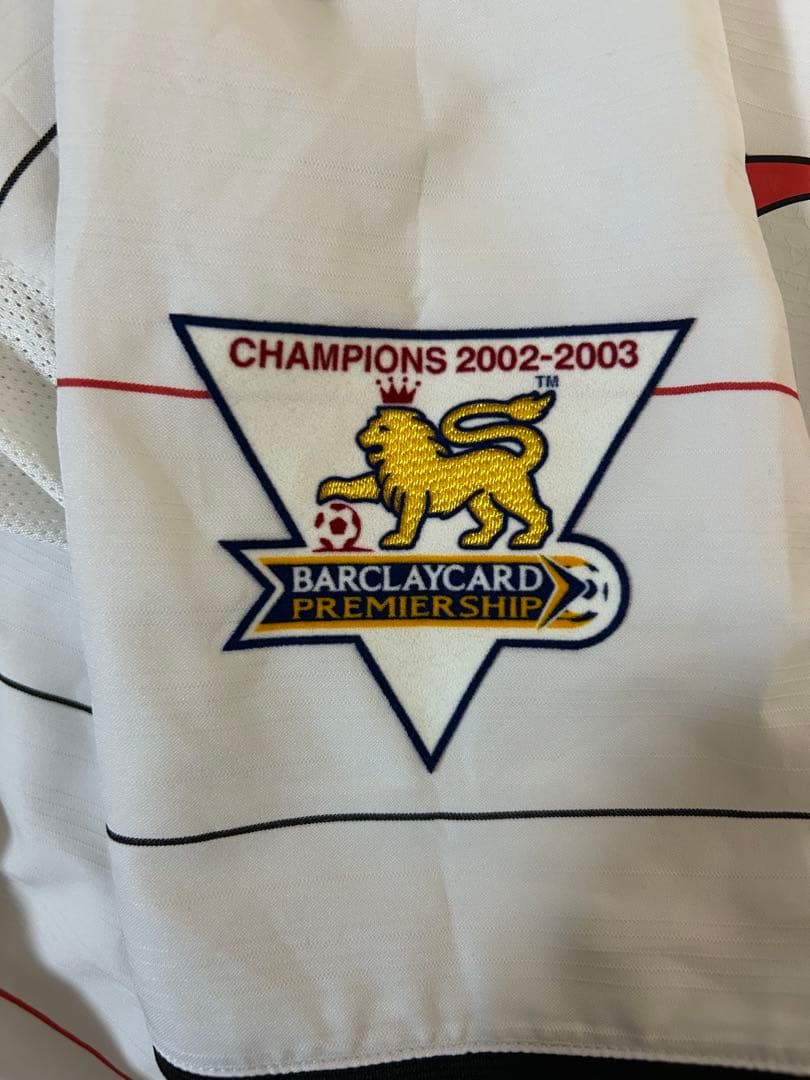 CHAMPIONS 2002-2003
TM
BARCLAYCARD
PREMIERSHIP